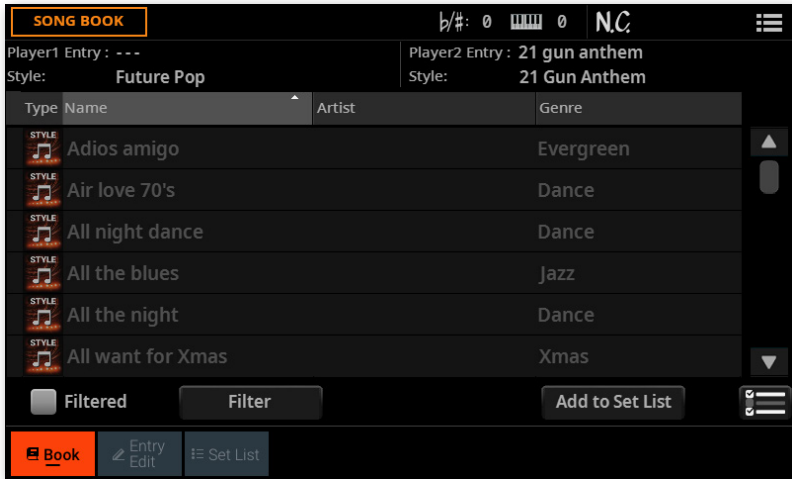 SONG BOOK ♭/#: 0 0 N.C.
Player1 Entry : --- Player2 Entry : 21 gun anthem
Style: Future Pop Style: 21 Gun Anthem
Type Name Artist Genre
STYLE Adios amigo Evergreen
STYLE Air love 70's Dance
STYLE All night dance Dance
STYLE All the blues Jazz
STYLE All the night Dance
STYLE All want for Xmas Xmas
Filtered Filter Add to Set List
Book Entry Edit Set List